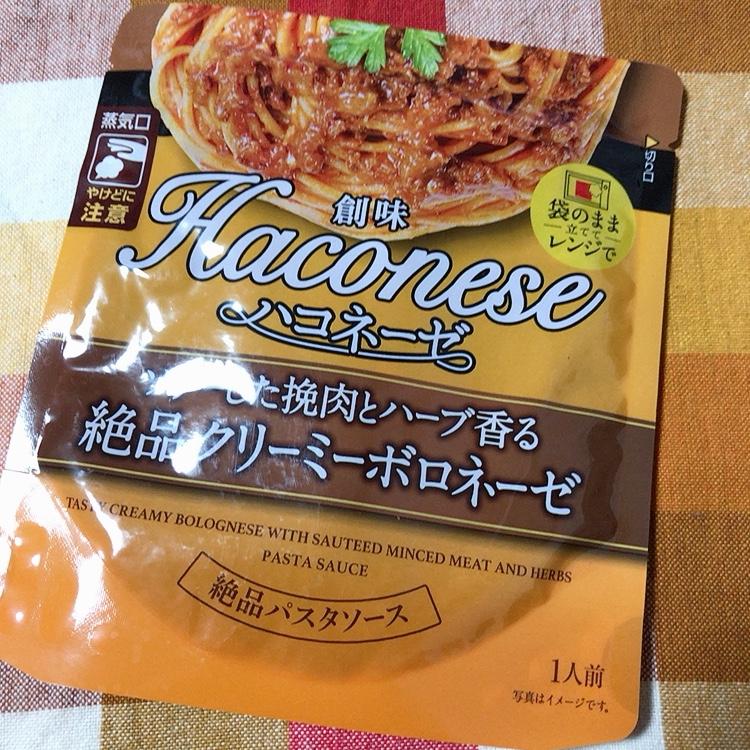 蒸気口
やけどに
注意
切り口
創味
袋のまま
立てて
レンジで
Haconese
ハコネーゼ
した挽肉とハーブ香る
絶品クリーミーボロネーゼ
TASTY CREAMY BOLOGNESE WITH SAUTEED MINCED MEAT AND HERBS
PASTA SAUCE
絶品パスタソース
1人前
写真はイメージです。